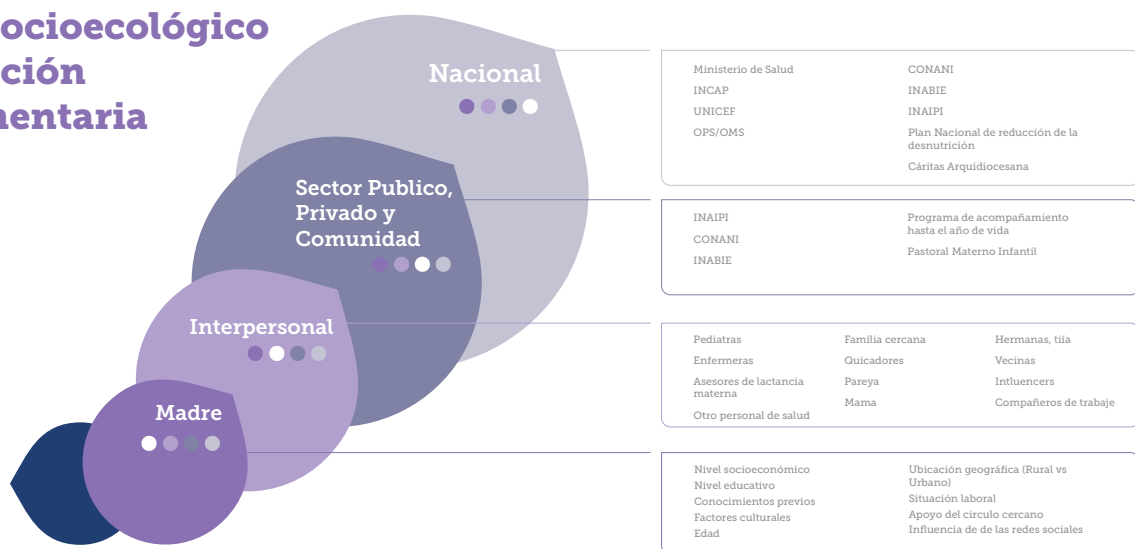 ocioecológico
ción
nentaria
Nacional
Ministerio de Salud
INCAP
UNICEF
OPS/OMS
CONANI
INABIE
INAIPI
Plan Nacional de reducción de la
desnutrición
Cáritas Arquidiocesana
Sector Publico,
Privado y
Comunidad
INAIPI
CONANI
INABIE
Programa de acompañamiento
hasta el año de vida
Pastoral Materno Infantil
Interpersonal
Pediatras
Enfermeras
Asesores de lactancia
materna
Otro personal de salud
Familia cercana
Quicadores
Pareya
Mama
Hermanas, tiía
Vecinas
Intluencers
Compañeros de trabaje
Madre
Nivel socioeconómico
Nivel educativo
Conocimientos previos
Factores culturales
Edad
Ubicación geográfica (Rural vs
Urbano)
Situación laboral
Apoyo del circulo cercano
Influencia de de las redes sociales